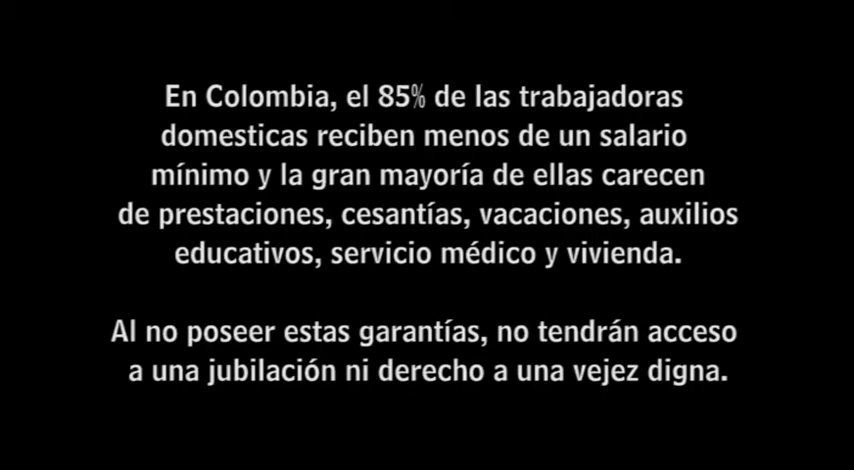 En Colombia, el 85% de las trabajadoras
domesticas reciben menos de un salario
mínimo y la gran mayoría de ellas carecen
de prestaciones, cesantías, vacaciones, auxilios
educativos, servicio médico y vivienda.
Al no poseer estas garantías, no tendrán acceso
a una jubilación ni derecho a una vejez digna.